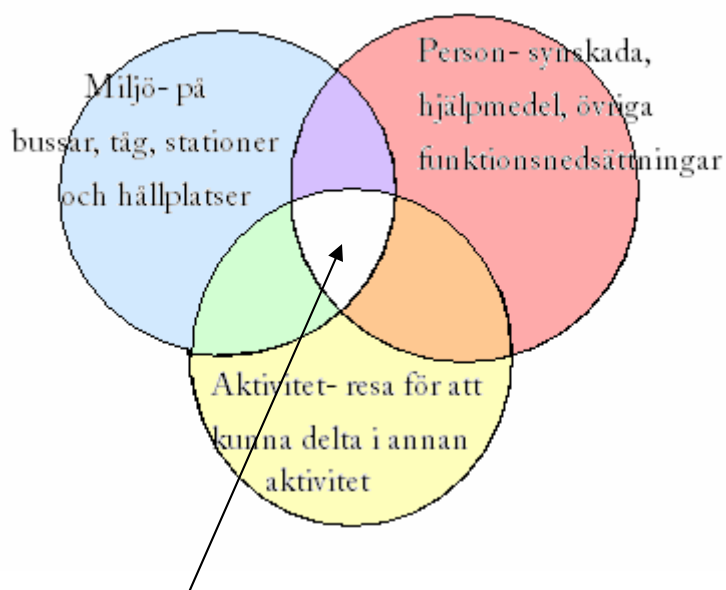 Miljö- på
bussar, tåg, stationer
och hållplatser
Person- synskada,
hjälpmedel, övriga
funktionsnedsättningar
Aktivitet- resa för att
kunna delta i annan
aktivitet